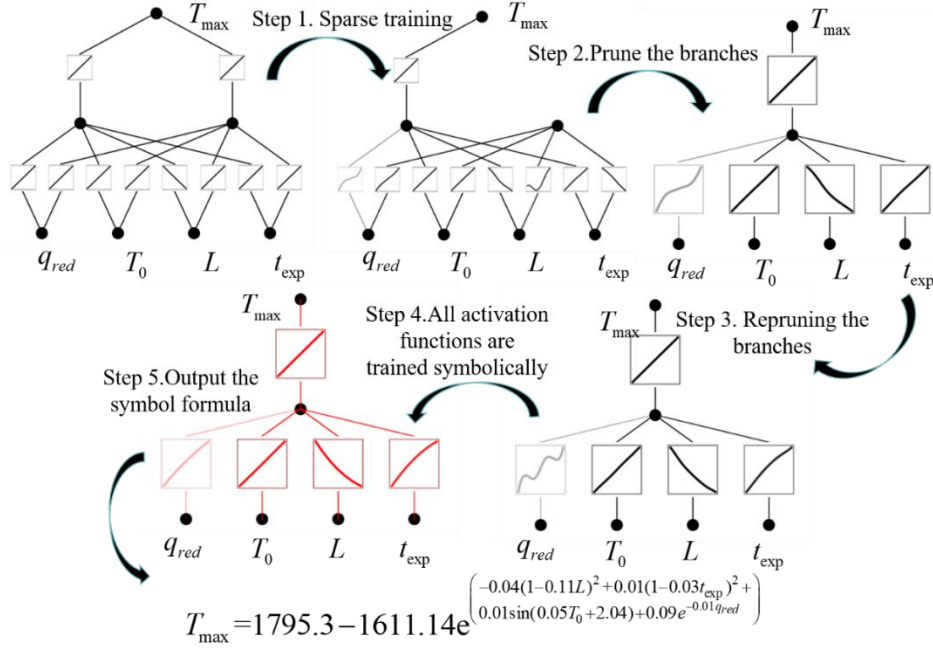 T_max
Step 1. Sparse training
T_max
Step 2.Prune the branches
T_max
q_red T_0 L t_exp
q_red T_0 L t_exp
q_red T_0 L t_exp
Step 3. Repruning the
branches
T_max
Step 4.All activation
functions are
trained symbolically
T_max
Step 5.Output the
symbol formula
q_red T_0 L t_exp
q_red T_0 L t_exp
T_max=1795.3−1611.14e^(−0.04(1−0.11L)^2+0.01(1−0.03t_exp)^2+
0.01sin(0.05T_0+2.04)+0.09e^−0.01q_red)